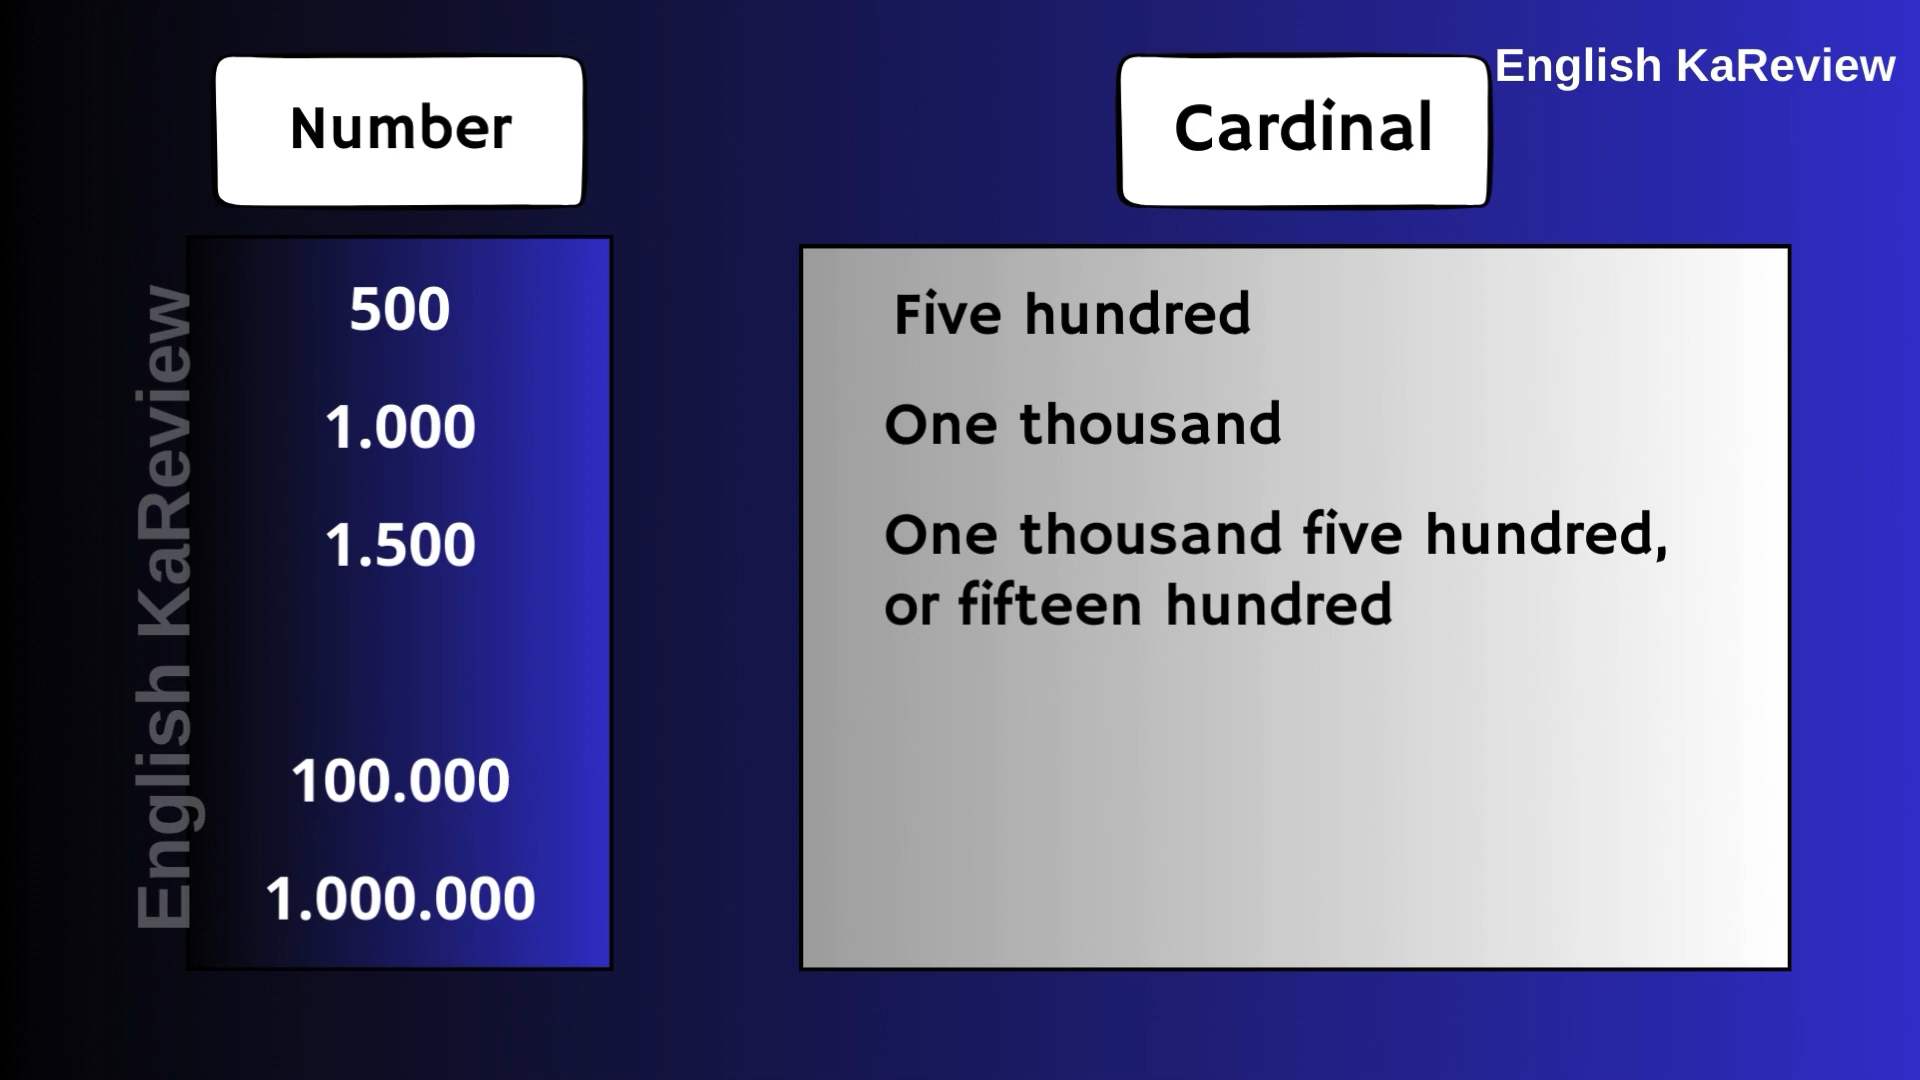 Number
Cardinal
English KaReview
500
Five hundred
1.000
One thousand
1.500
One thousand five hundred,
or fifteen hundred
100.000
1.000.000
English KaReview